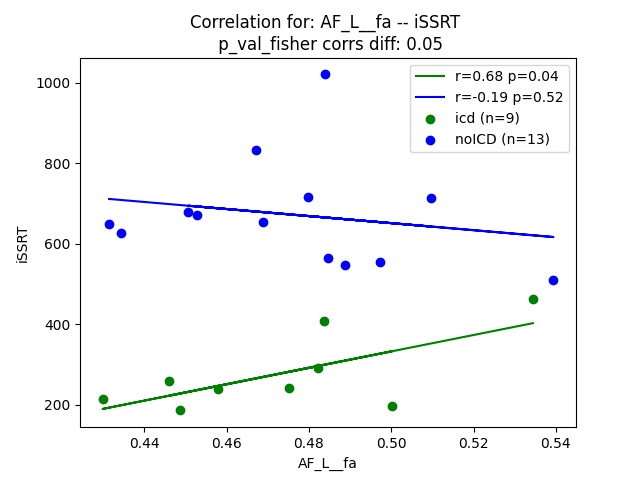 Correlation for: AF_L__fa -- iSSRT
p_val_fisher corrs diff: 0.05
r=0.68 p=0.04
r=-0.19 p=0.52
icd (n=9)
noICD (n=13)
1000
800
600
400
200
iSSRT
0.44 0.46 0.48 0.50 0.52 0.54
AF_L__fa